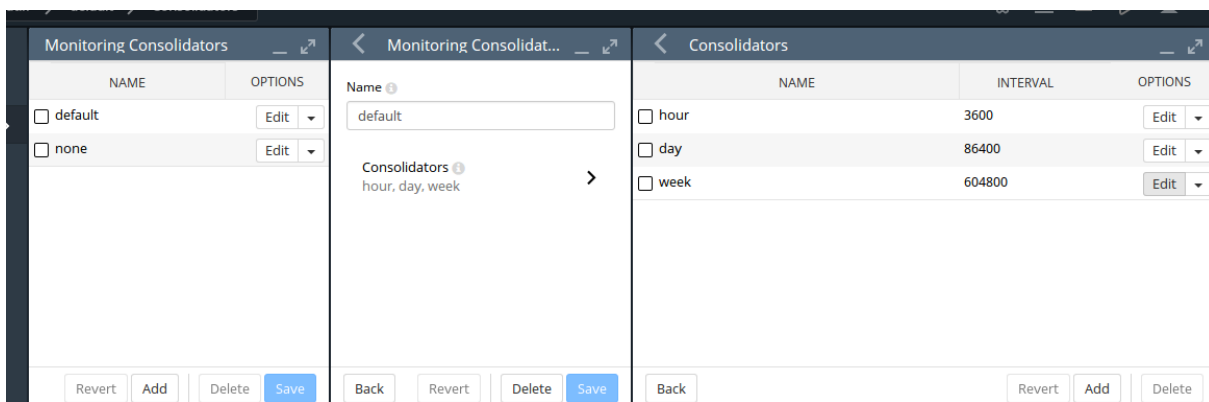 Monitoring Consolidators
NAME OPTIONS
default Edit
none Edit
Revert Add Delete Save
Monitoring Consolidat...
Name
default
Consolidators
hour, day, week
Back Revert Delete Save
Consolidators
NAME INTERVAL OPTIONS
hour 3600 Edit
day 86400 Edit
week 604800 Edit
Back Revert Add Delete